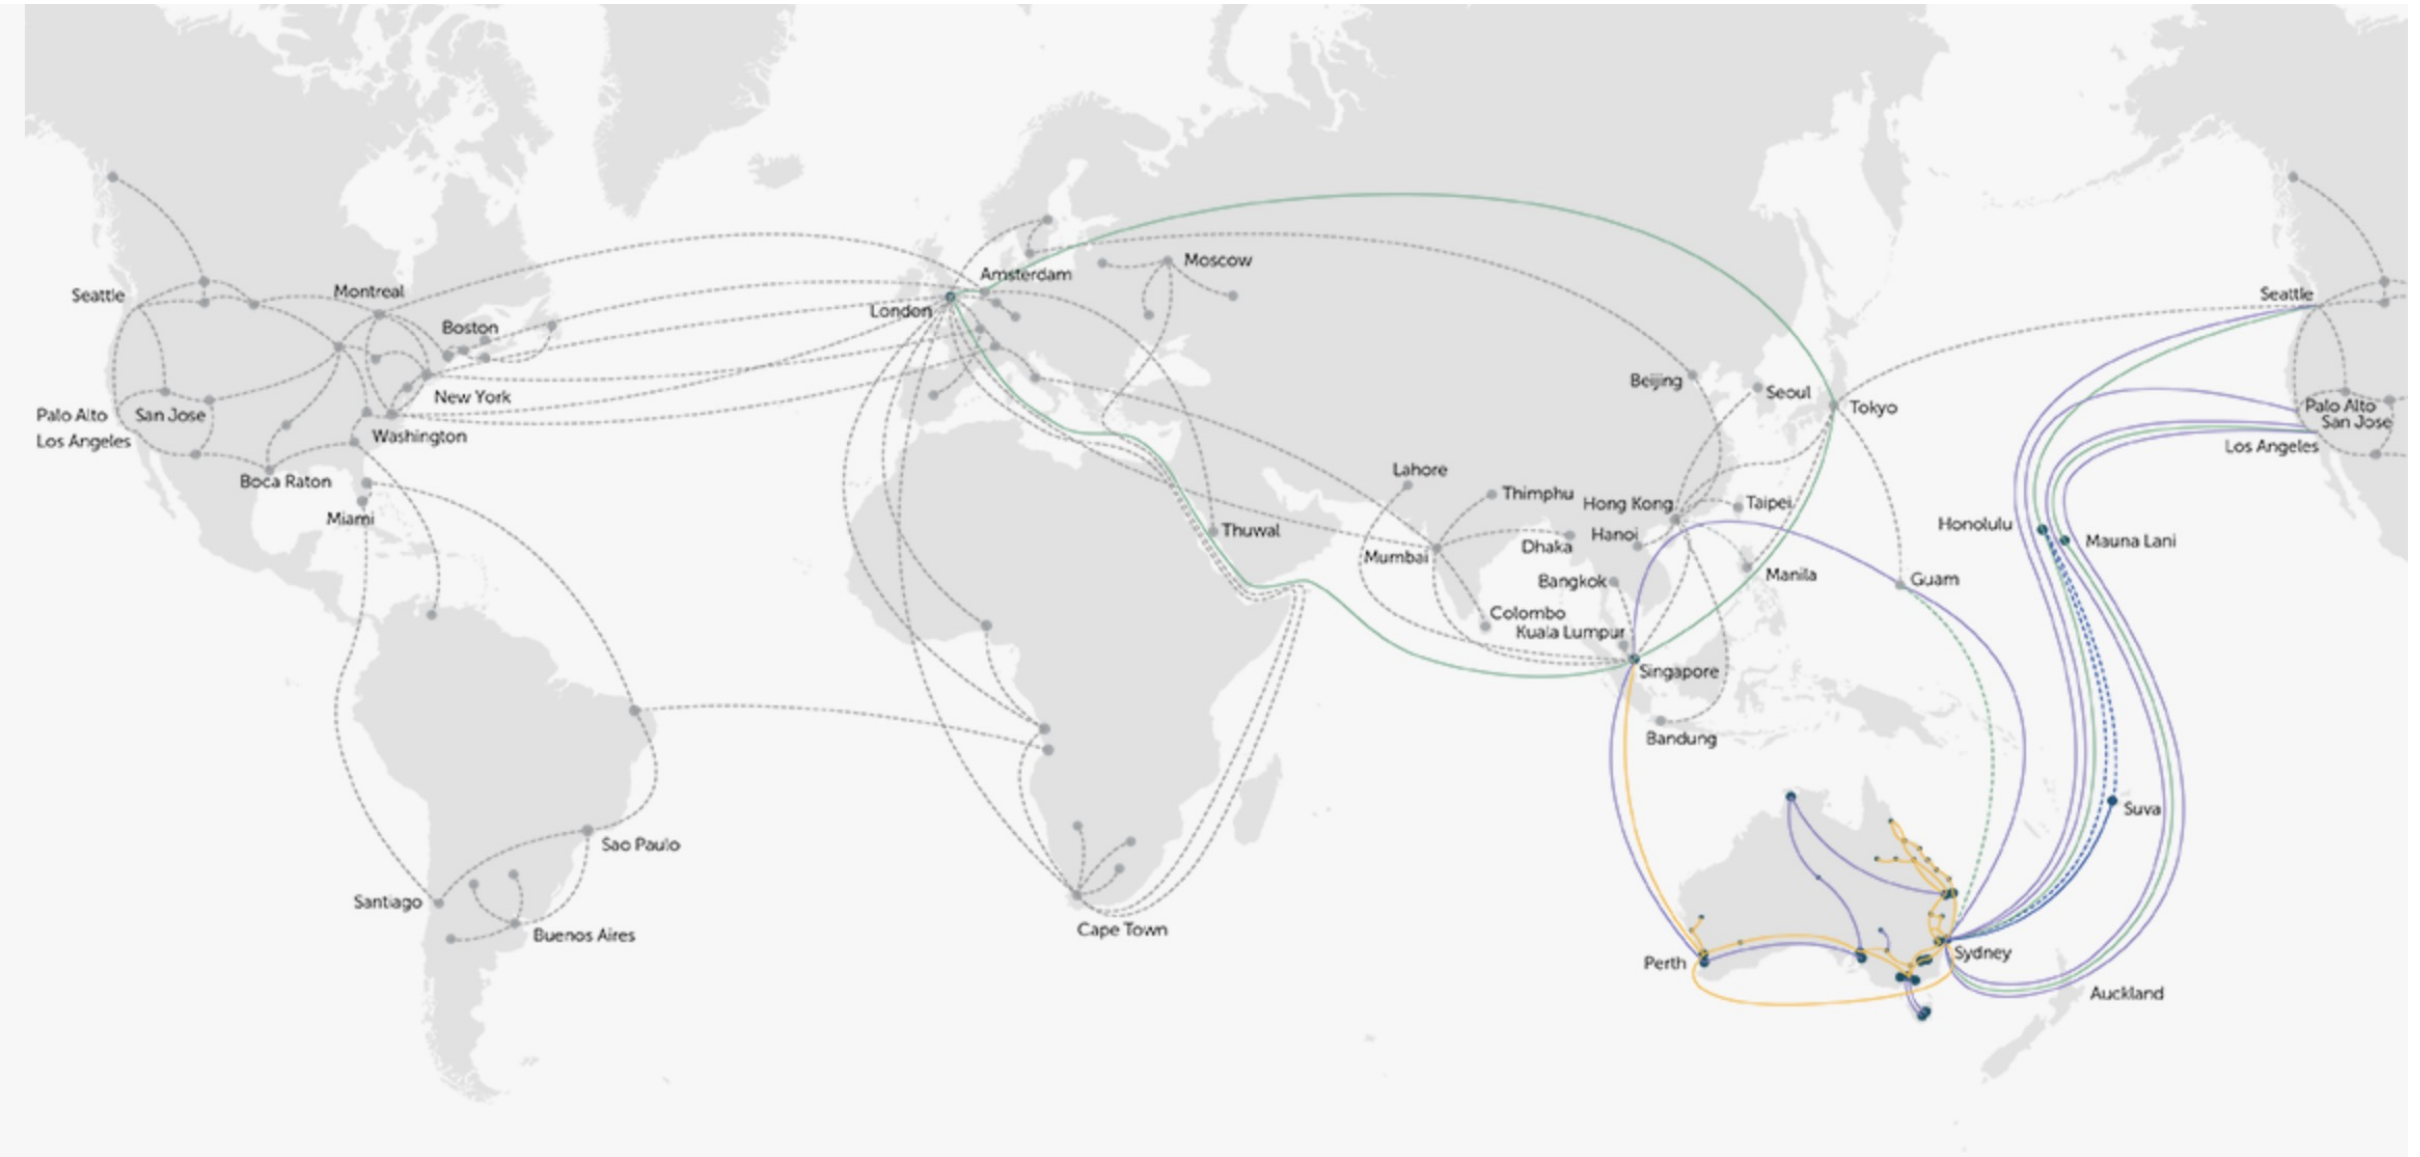 Seattle
Montreal
Boston
New York
Palo Alto
San Jose
Los Angeles
Washington
Boca Raton
Miami
Sao Paulo
Santiago
Buenos Aires
Amsterdam
Moscow
London
Thuwal
Cape Town
Lahore
Thimphu
Mumbai
Dhaka
Colombo
Beijing
Seoul
Tokyo
Hong Kong
Taipei
Hanoi
Bangkok
Manila
Guam
Kuala Lumpur
Singapore
Bandung
Perth
Sydney
Auckland
Suva
Honolulu
Mauna Lani
Seattle
Palo Alto
San Jose
Los Angeles